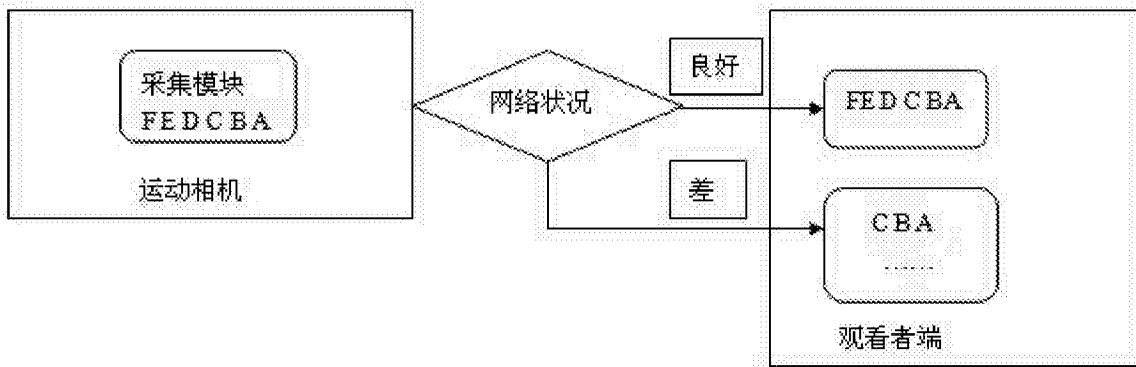 采集模块
FEDCBA
运动相机
网络状况
良好
差
FEDCBA
CBA
......
观看者端